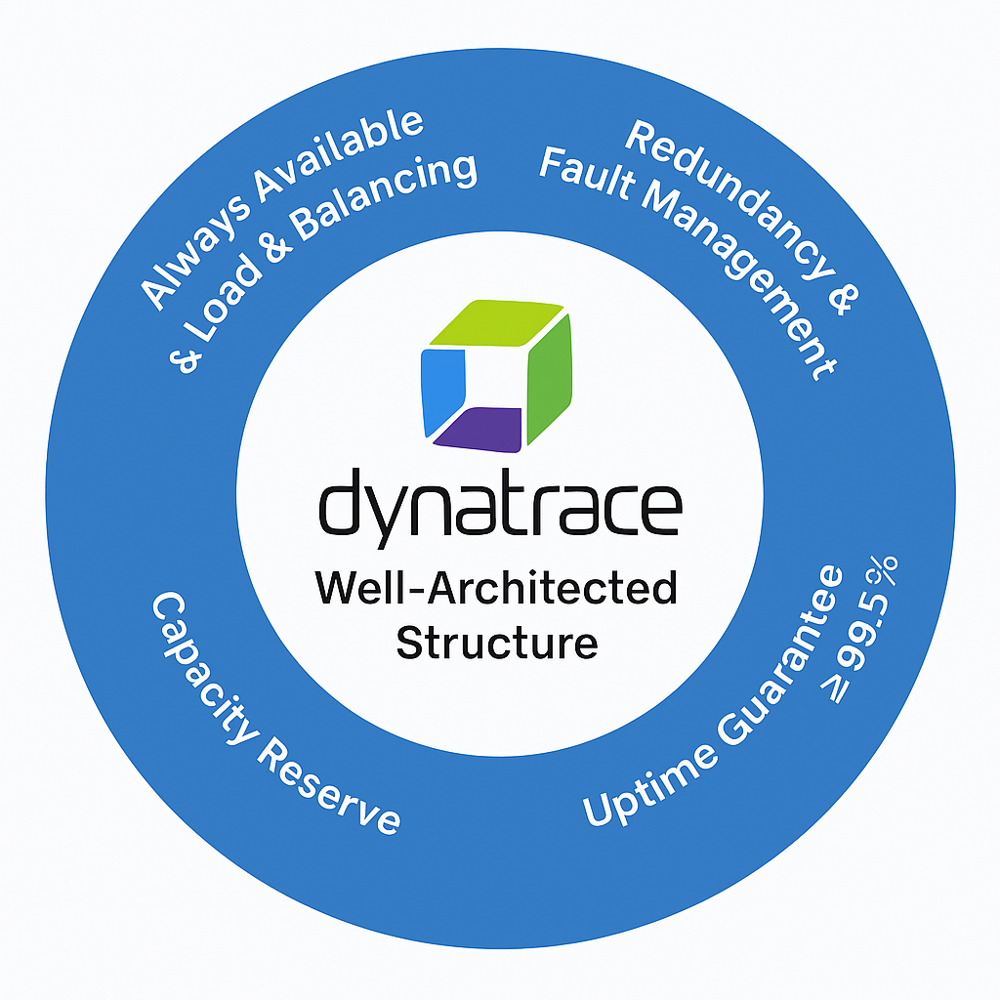 Always Available
& Load & Balancing
Redundancy &
Fault Management
dynatrace
Well-Architected
Structure
Capacity Reserve
Uptime Guarantee
≥ 99.5 %